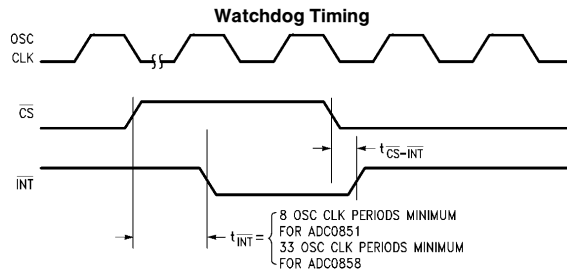 Watchdog Timing
OSC
CLK
CS
INT
tCS-INT
tINT=
8 OSC CLK PERIODS MINIMUM
FOR ADC0851
33 OSC CLK PERIODS MINIMUM
FOR ADC0858